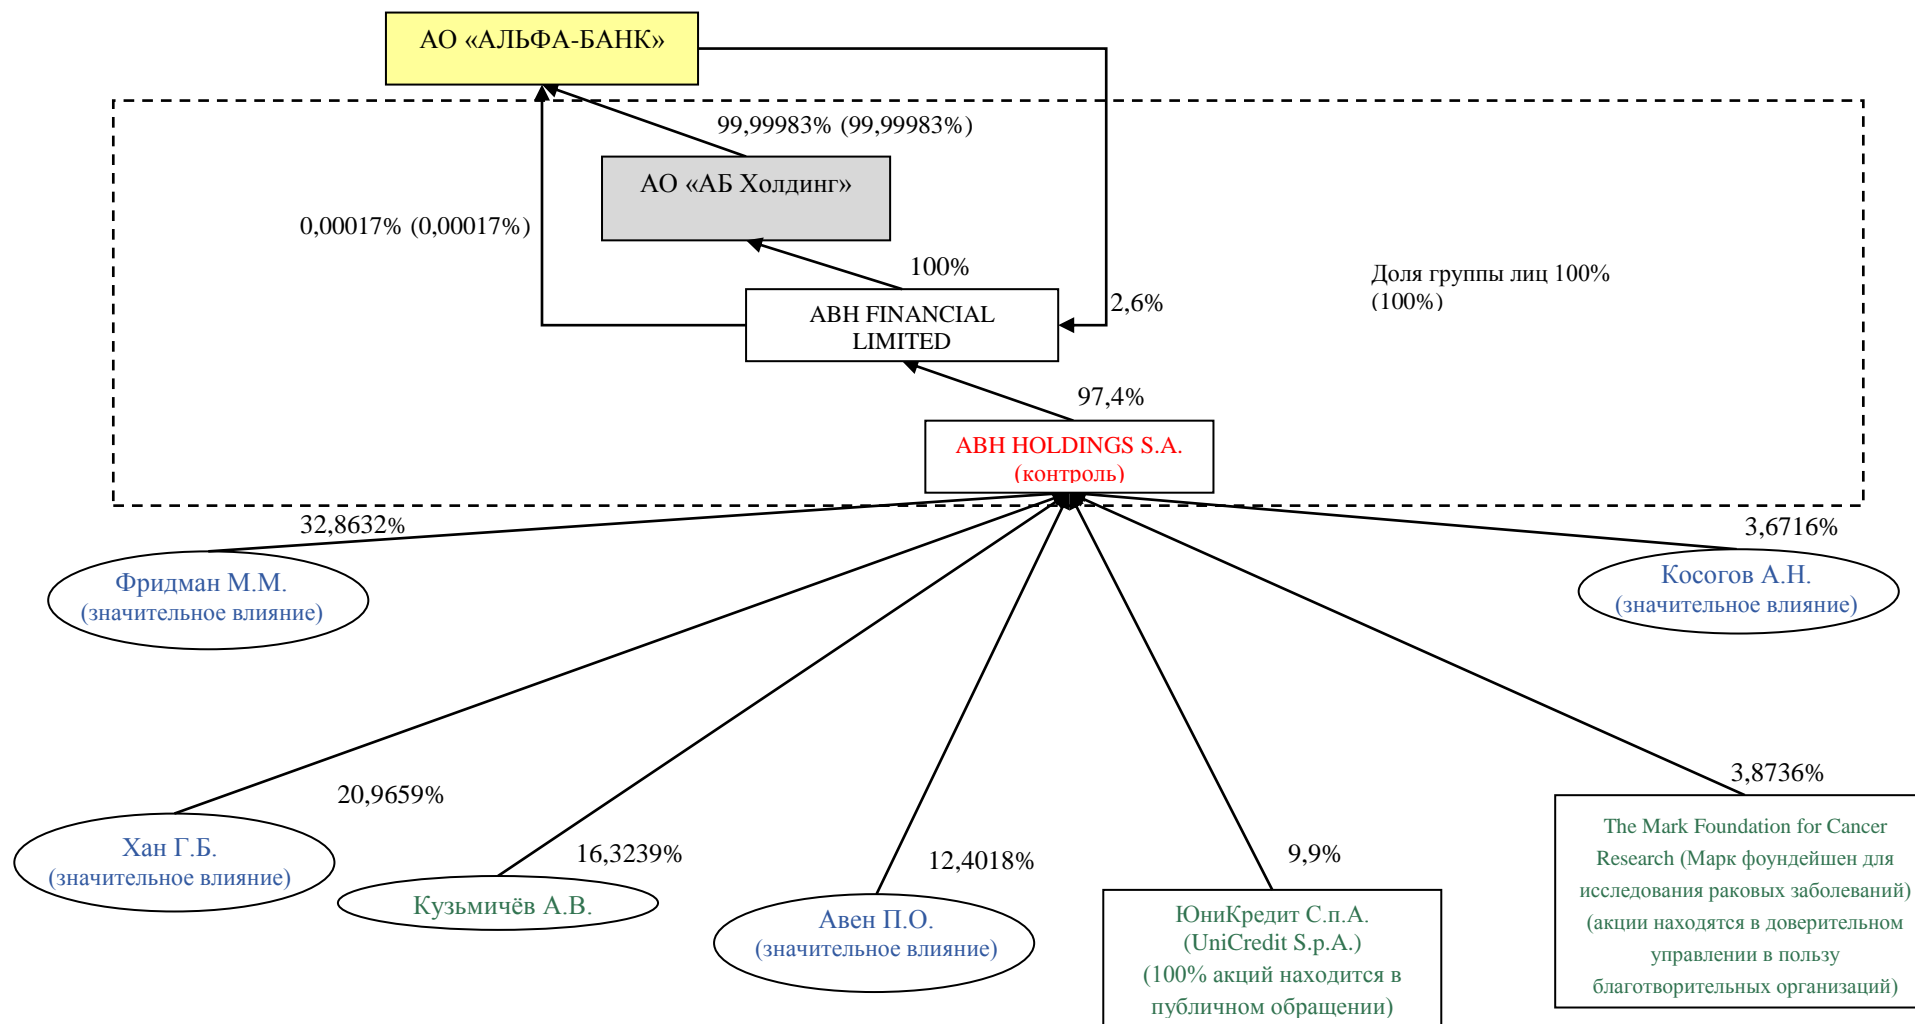 АО «АЛЬФА-БАНК»
99,99983% (99,99983%)
АО «АБ Холдинг»
0,00017% (0,00017%)
100%
Доля группы лиц 100%
(100%)
2,6%
ABH FINANCIAL
LIMITED
97,4%
ABH HOLDINGS S.A.
(контроль)
32,8632%
3,6716%
Фридман М.М.
(значительное влияние)
Косогов А.Н.
(значительное влияние)
20,9659%
16,3239%
12,4018%
9,9%
3,8736%
Хан Г.Б.
(значительное влияние)
Кузьмичёв А.В.
Авен П.О.
(значительное влияние)
ЮниКредит С.п.А.
(UniCredit S.p.A.)
(100% акций находится в
публичном обращении)
The Mark Foundation for Cancer
Research (Марк фоундейшен для
исследования раковых заболеваний)
(акции находятся в доверительном
управлении в пользу
благотворительных организаций)